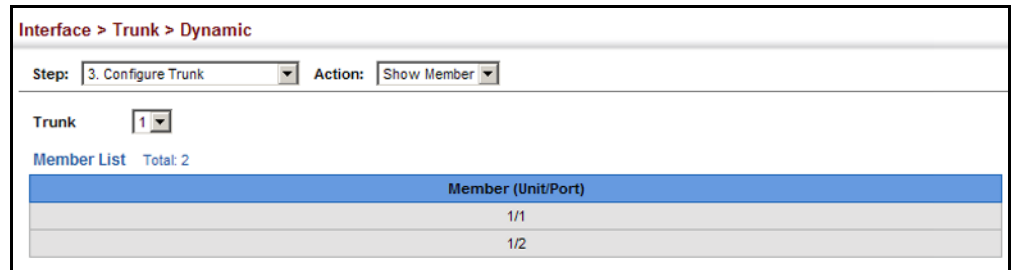 Interface > Trunk > Dynamic
Step: 3. Configure Trunk Action: Show Member
Trunk 1
Member List Total: 2
Member (Unit/Port)
1/1
1/2